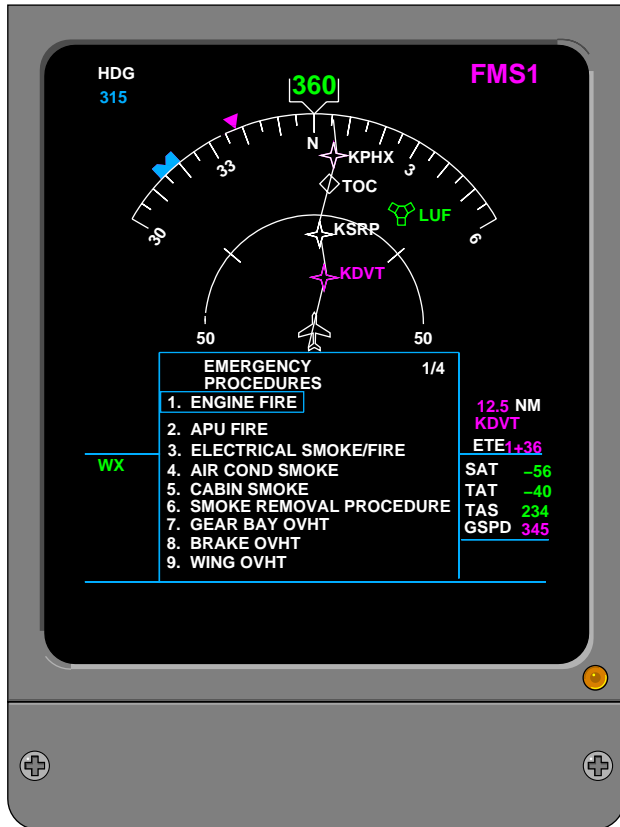 HDG
315
360
FMS1
N
33
3
30
6
KPHX
TOC
LUF
KSRP
KDVT
50
50
EMERGENCY 1/4
PROCEDURES
1. ENGINE FIRE
2. APU FIRE
3. ELECTRICAL SMOKE/FIRE
4. AIR COND SMOKE
5. CABIN SMOKE
6. SMOKE REMOVAL PROCEDURE
7. GEAR BAY OVHT
8. BRAKE OVHT
9. WING OVHT
WX
12.5 NM
KDVT
ETE 1+36
SAT −56
TAT −40
TAS 234
GSPD 345